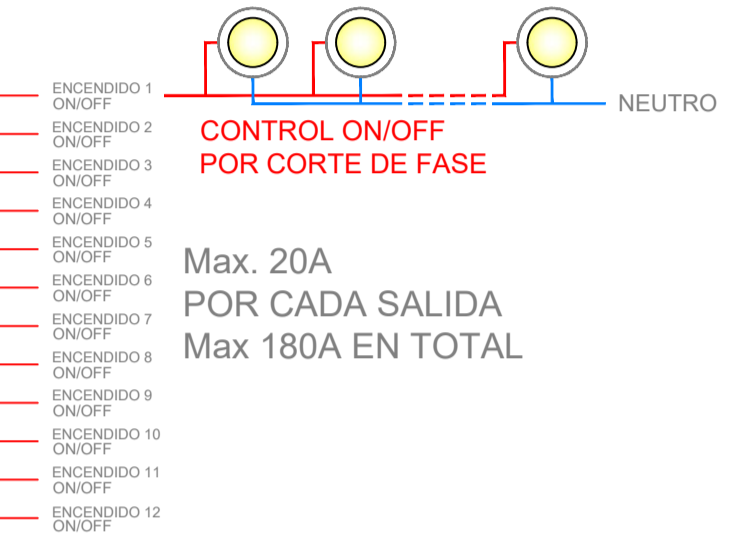 ENCENDIDO 1
ON/OFF
NEUTRO
CONTROL ON/OFF
POR CORTE DE FASE
ENCENDIDO 2
ON/OFF
ENCENDIDO 3
ON/OFF
ENCENDIDO 4
ON/OFF
ENCENDIDO 5
ON/OFF
ENCENDIDO 6
ON/OFF
ENCENDIDO 7
ON/OFF
ENCENDIDO 8
ON/OFF
ENCENDIDO 9
ON/OFF
ENCENDIDO 10
ON/OFF
ENCENDIDO 11
ON/OFF
ENCENDIDO 12
ON/OFF
Max. 20A
POR CADA SALIDA
Max 180A EN TOTAL